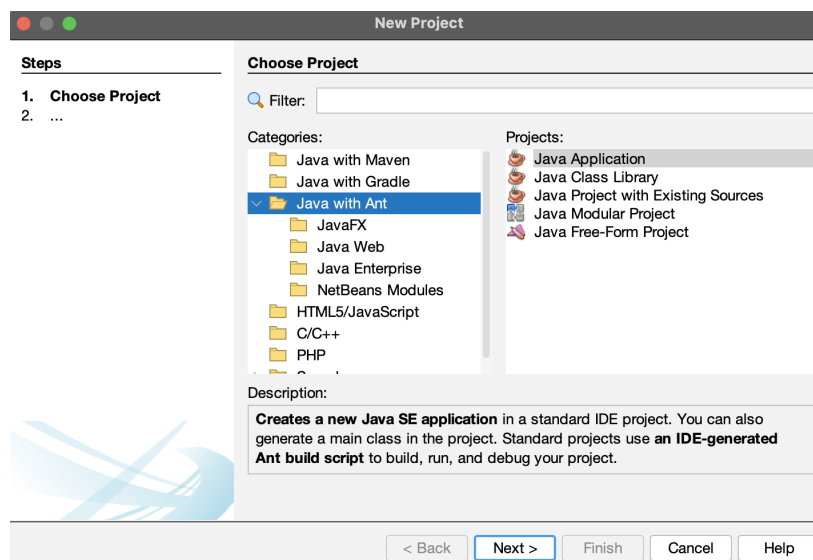 New Project
Steps
1. Choose Project
2. ...
Choose Project
Filter:
Categories:
Java with Maven
Java with Gradle
Java with Ant
JavaFX
Java Web
Java Enterprise
NetBeans Modules
HTML5/JavaScript
C/C++
PHP
Projects:
Java Application
Java Class Library
Java Project with Existing Sources
Java Modular Project
Java Free-Form Project
Description:
Creates a new Java SE application in a standard IDE project. You can also
generate a main class in the project. Standard projects use an IDE-generated
Ant build script to build, run, and debug your project.
< Back
Next >
Finish
Cancel
Help